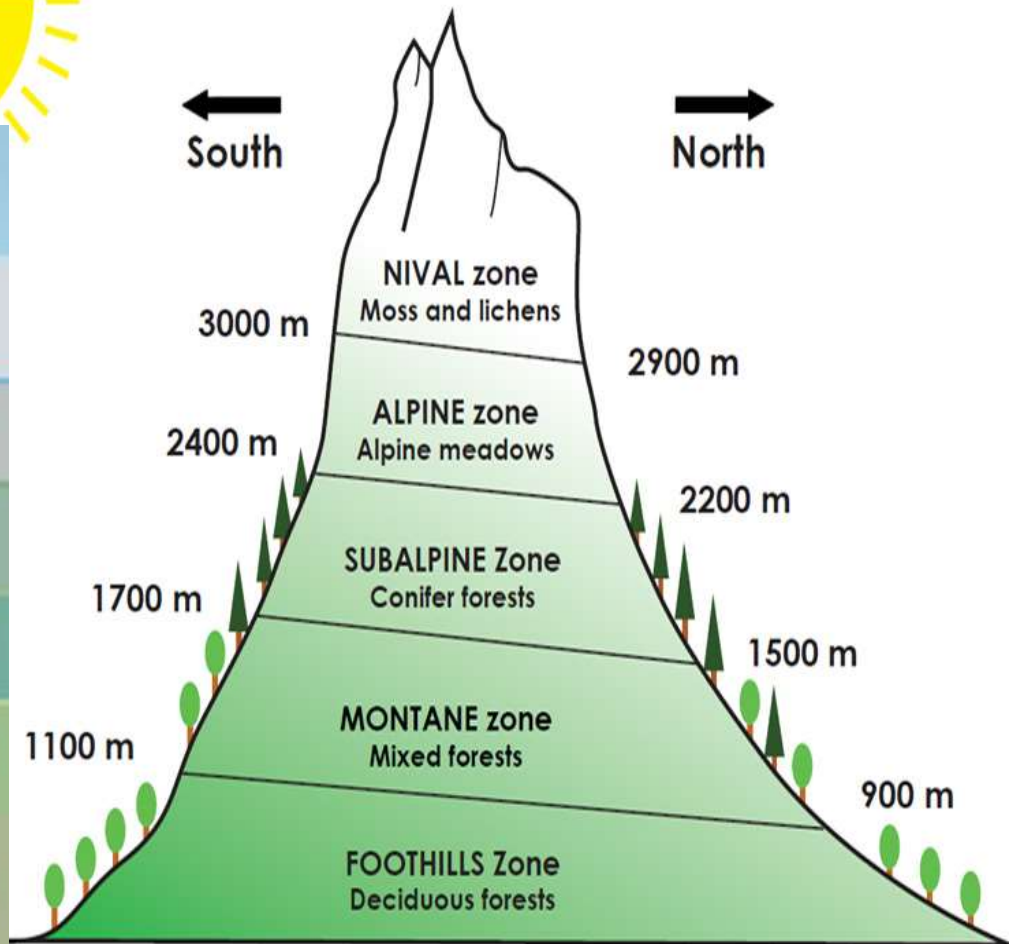 South
North
NIVAL zone
Moss and lichens
3000 m
2900 m
ALPINE zone
Alpine meadows
2400 m
2200 m
SUBALPINE Zone
Conifer forests
1700 m
1500 m
MONTANE zone
Mixed forests
1100 m
900 m
FOOTHILLS Zone
Deciduous forests